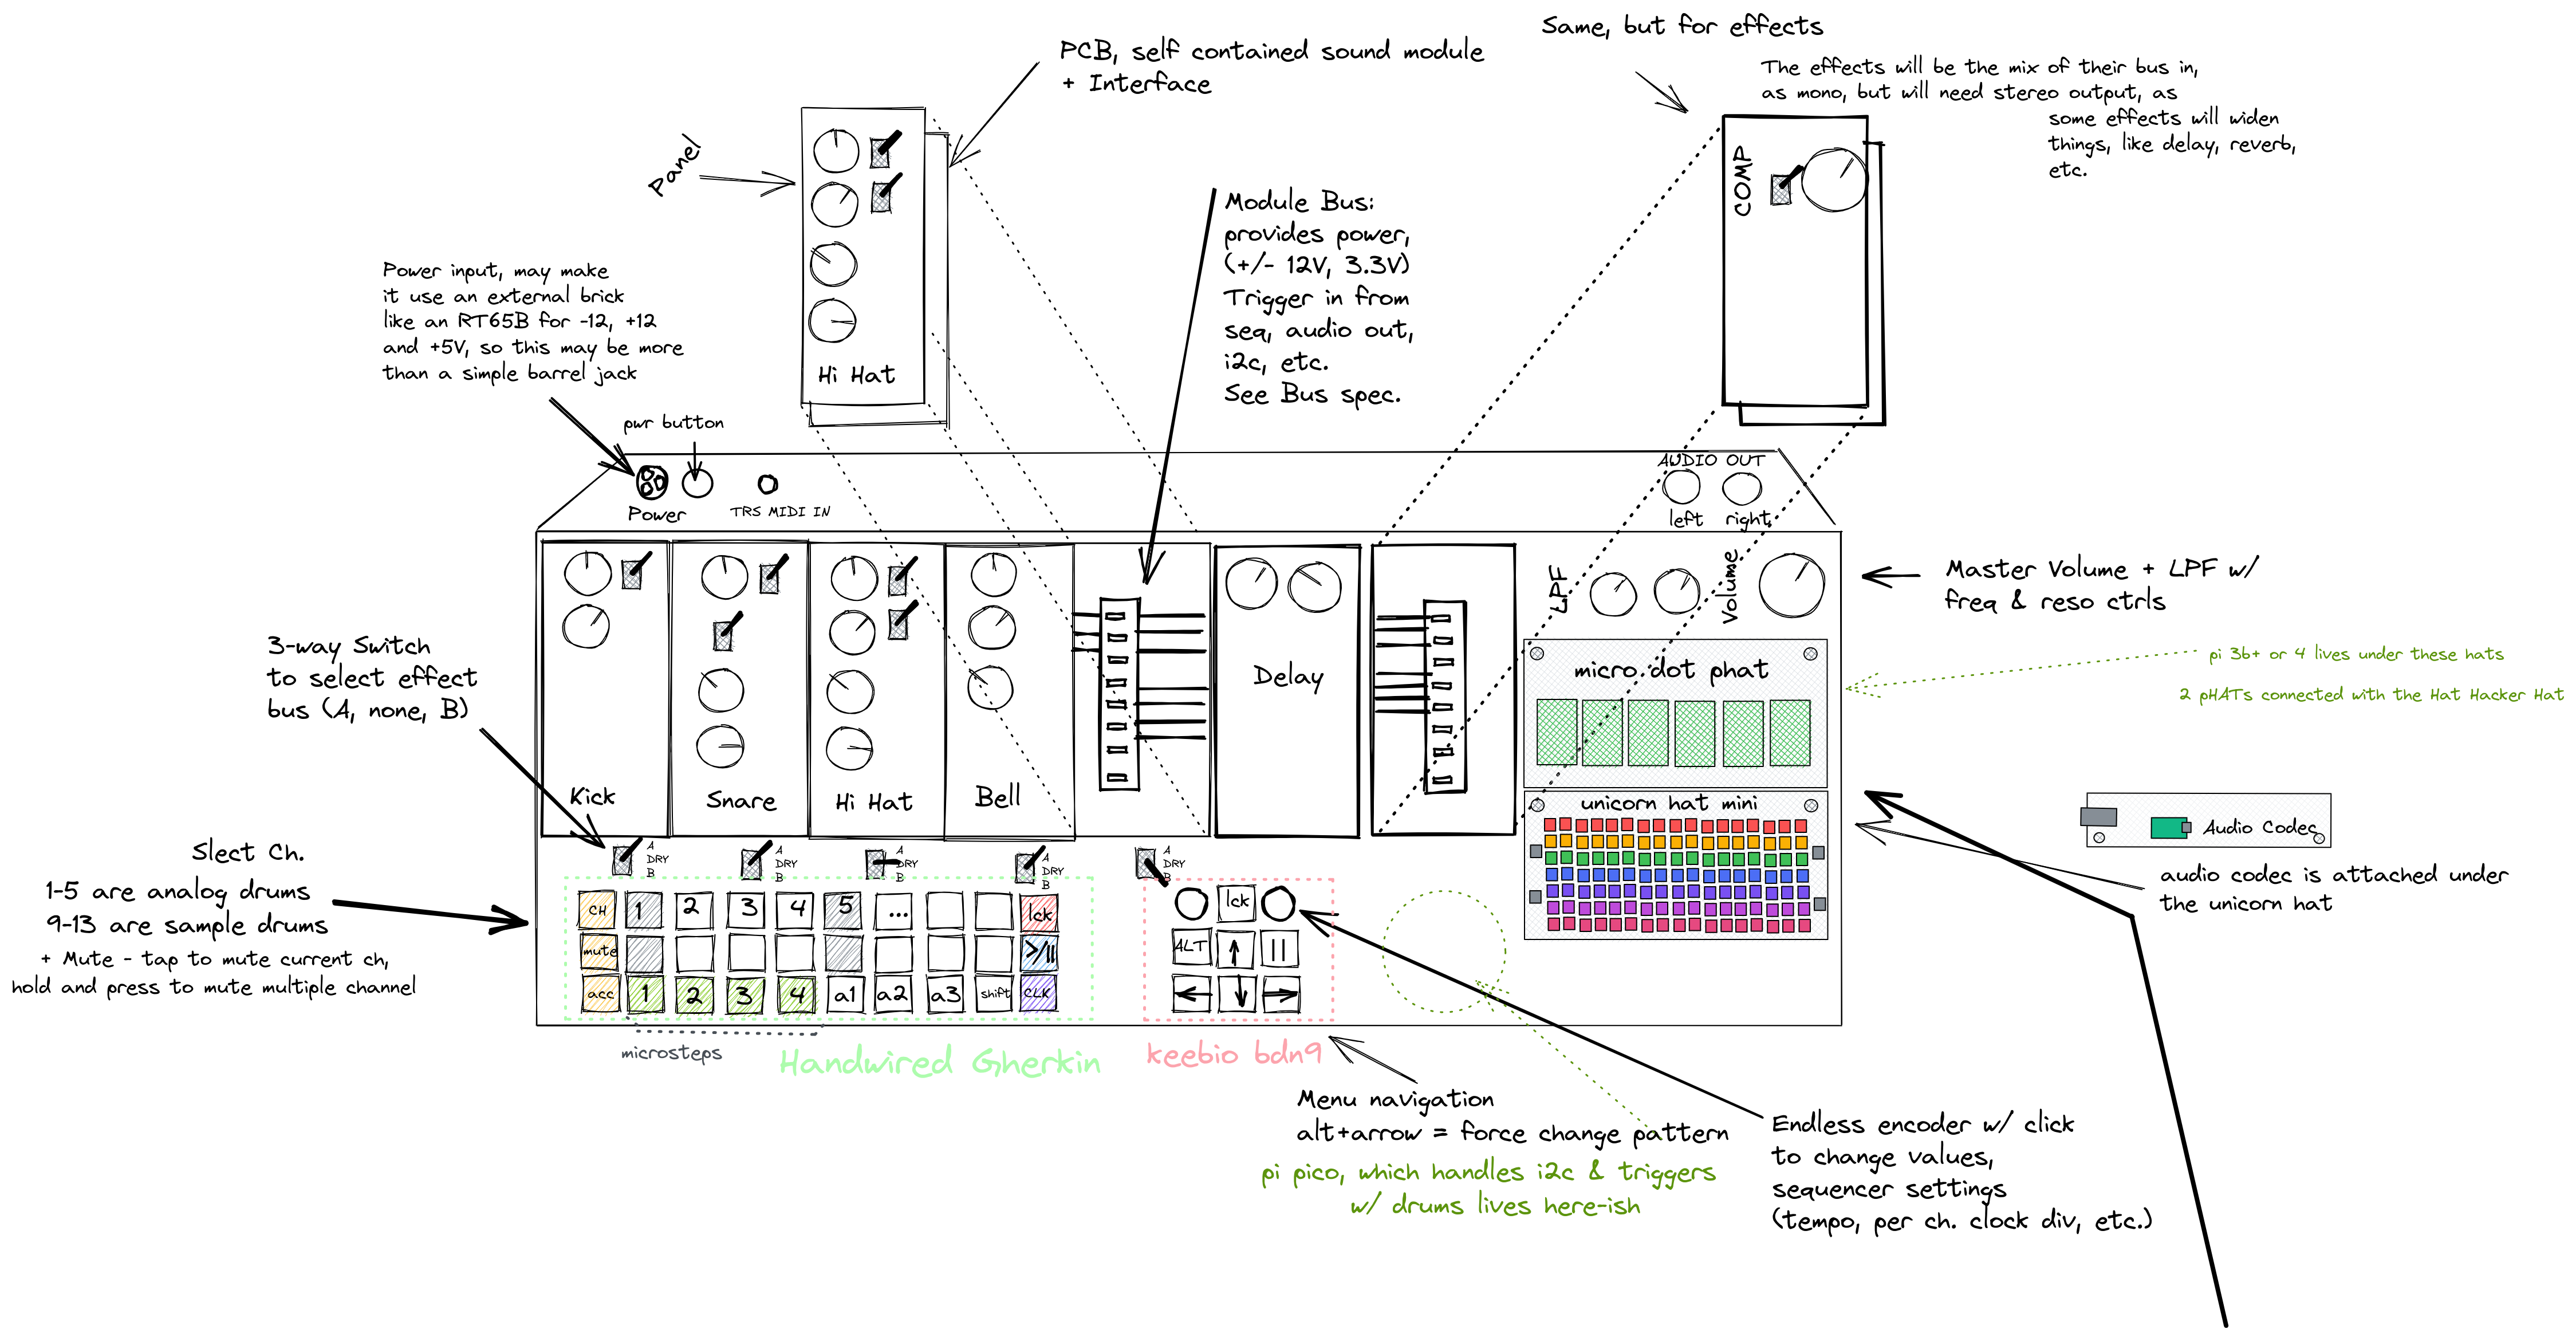 Same, but for effects
The effects will be the mix of their bus in,
as mono, but will need stereo output, as
some effects will widen
things, like delay, reverb,
etc.
PCB, self contained sound module
+ Interface
Panel
Hi Hat
COMP
Module Bus:
provides power,
(+/- 12V, 3.3V)
Trigger in from
seq, audio out,
i2c, etc.
See Bus spec.
Power input, may make
it use an external brick
like an RT65B for -12, +12
and +5V, so this may be more
than a simple barrel jack
pwr button
Power
TRS MIDI IN
AUDIO OUT
left
right
Kick
Snare
Hi Hat
Bell
Delay
LPF
Volume
Master Volume + LPF w/
freq & reso ctrls
micro dot phat
unicorn hat mini
pi 3b+ or 4 lives under these hats
2 pHATs connected with the Hat Hacker Hat
Audio Codec
audio codec is attached under
the unicorn hat
3-way Switch
to select effect
bus (A, none, B)
A
DRY
B
A
DRY
B
A
DRY
B
A
DRY
B
A
DRY
B
Slect Ch.
1-5 are analog drums
9-13 are sample drums
+ Mute - tap to mute current ch,
hold and press to mute multiple channel
CH 1 2 3 4 5 ... lck
mute >/||
acc 1 2 3 4 a1 a2 a3 shift CLK
lck
ALT ↑ ||
← ↓ →
microsteps
Handwired Gherkin
keebio bdn9
Menu navigation
alt+arrow = force change pattern
pi pico, which handles i2c & triggers
w/ drums lives here-ish
Endless encoder w/ click
to change values,
sequencer settings
(tempo, per ch. clock div, etc.)